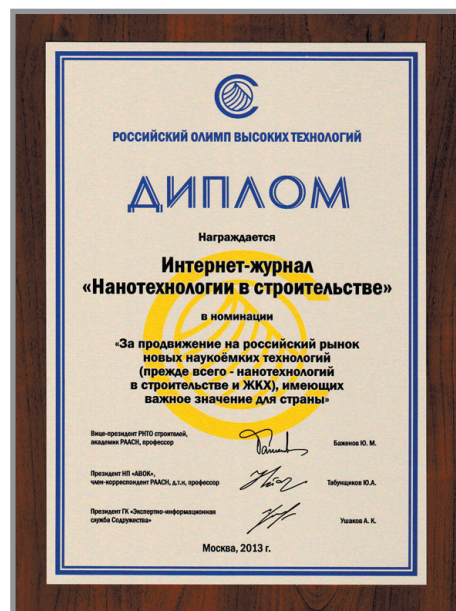 РОССИЙСКИЙ ОЛИМП ВЫСОКИХ ТЕХНОЛОГИЙ
ДИПЛОМ
Награждается
Интернет-журнал
«Нанотехнологии в строительстве»
в номинации
«За продвижение на российский рынок
новых наукоёмких технологий
(прежде всего - нанотехнологий
в строительстве и ЖКХ), имеющих
важное значение для страны»
Вице-президент РНТО строителей,
академик РААСН, профессор
Баженов Ю. М.
Президент НП «АВОК»,
член-корреспондент РААСН, д.т.н, профессор
Табунщиков Ю.А.
Президент ГК «Экспертно-информационная
служба Содружества»
Ушаков А. К.
Москва, 2013 г.